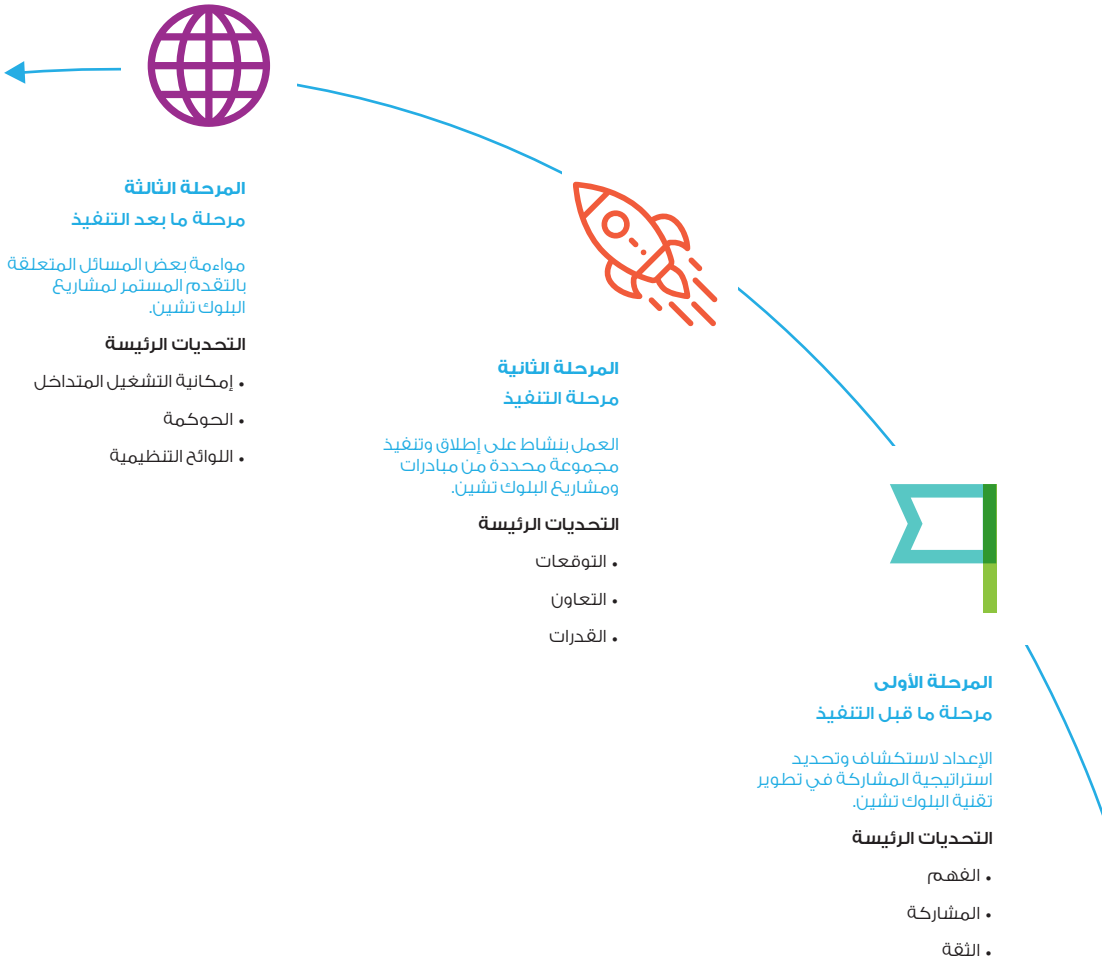 المرحلة الأولى
مرحلة ما قبل التنفيذ
الإعداد لاستكشاف وتحديد
استراتيجية المشاركة في تطوير
تقنية البلوك تشين.
التحديات الرئيسة
• الفهم
• المشاركة
• الثقة
المرحلة الثانية
مرحلة التنفيذ
العمل بنشاط على إطلاق وتنفيذ
مجموعة محددة من مبادرات
ومشاريع البلوك تشين.
التحديات الرئيسة
• التوقعات
• التعاون
• القدرات
المرحلة الثالثة
مرحلة ما بعد التنفيذ
مواءمة بعض المسائل المتعلقة
بالتقدم المستمر لمشاريع
البلوك تشين.
التحديات الرئيسة
• إمكانية التشغيل المتداخل
• الحوكمة
• اللوائح التنظيمية